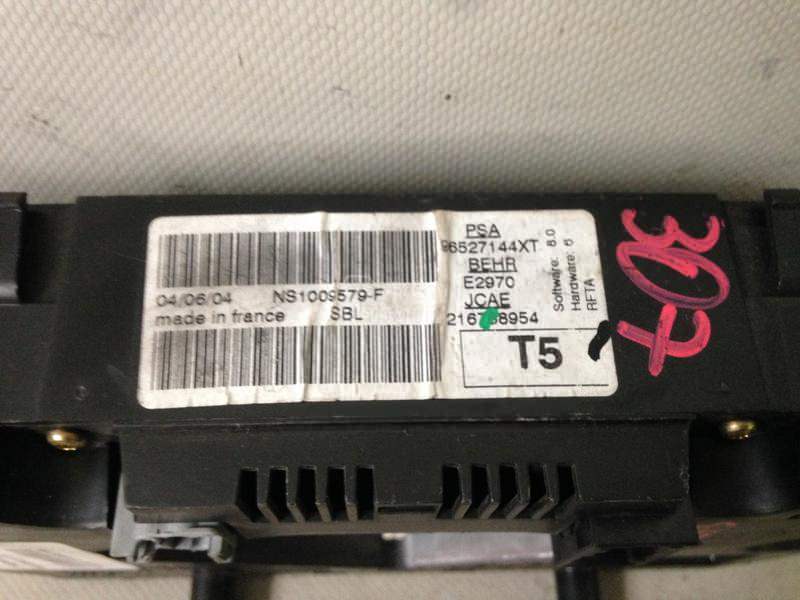 04/06/04 NS1009579-F
made in france SBL
PSA
96527144XT
BEHR
E2970
JCAE
T5
Software: 8.0
Hardware: 6
RFTA
307